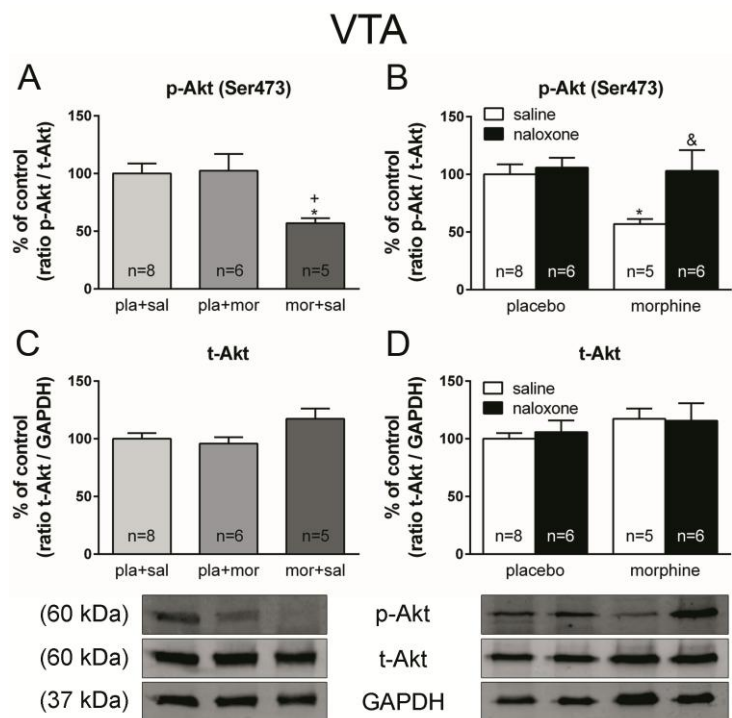 VTA
A
p-Akt (Ser473)
% of control
(ratio p-Akt / t-Akt)
150
100
50
0
n=8
n=6
n=5
pla+sal
pla+mor
mor+sal
+
*
B
p-Akt (Ser473)
saline
naloxone
% of control
(ratio p-Akt / t-Akt)
150
100
50
0
*
&
n=8
n=6
n=5
n=6
placebo
morphine
C
t-Akt
% of control
(ratio t-Akt / GAPDH)
150
100
50
0
n=8
n=6
n=5
pla+sal
pla+mor
mor+sal
D
t-Akt
saline
naloxone
% of control
(ratio t-Akt / GAPDH)
150
100
50
0
n=8
n=6
n=5
n=6
placebo
morphine
(60 kDa)
p-Akt
(60 kDa)
t-Akt
(37 kDa)
GAPDH